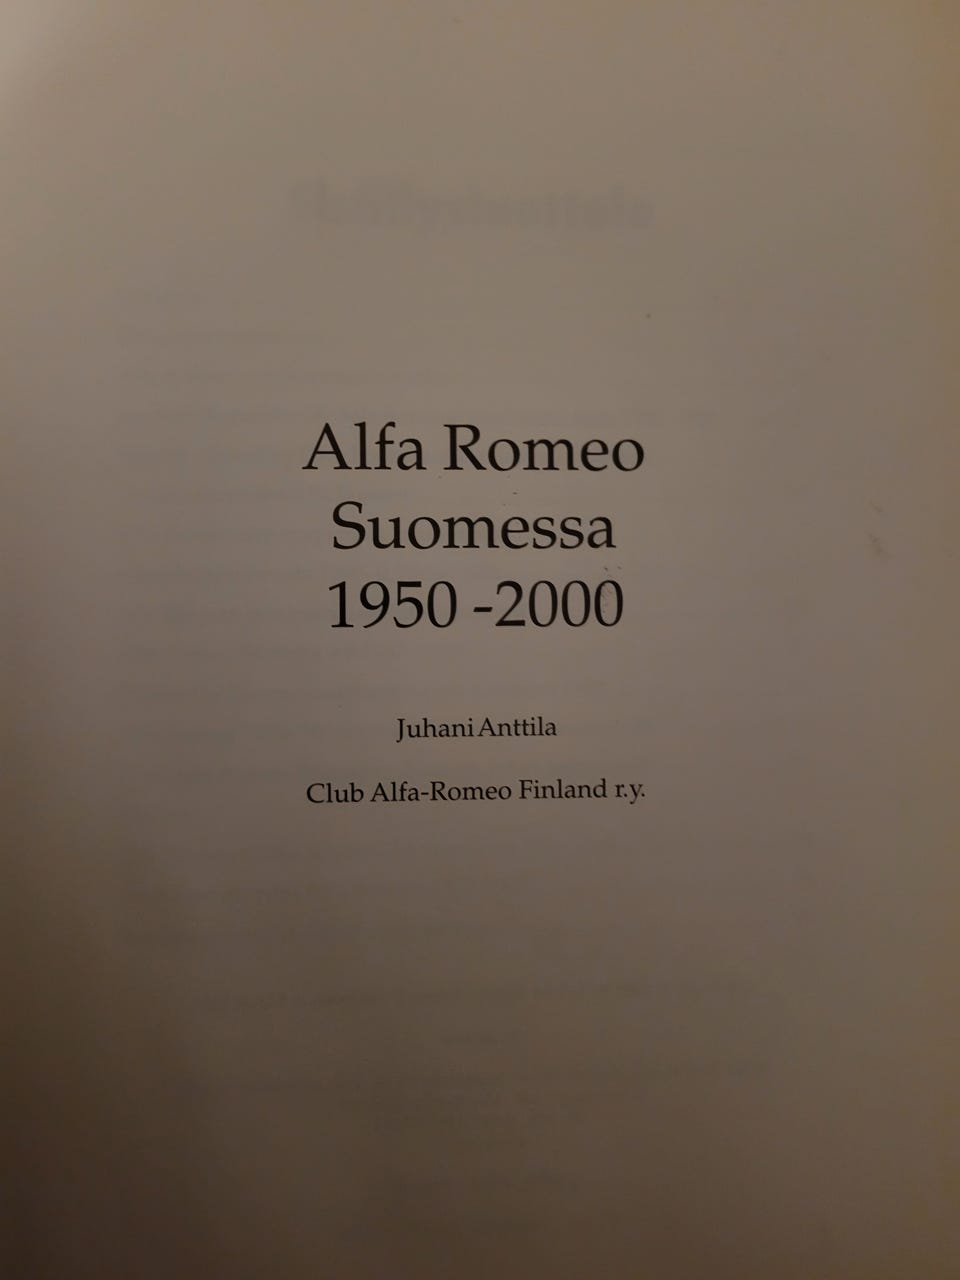 Alfa Romeo
Suomessa
1950 -2000
Juhani Anttila
Club Alfa-Romeo Finland r.y.